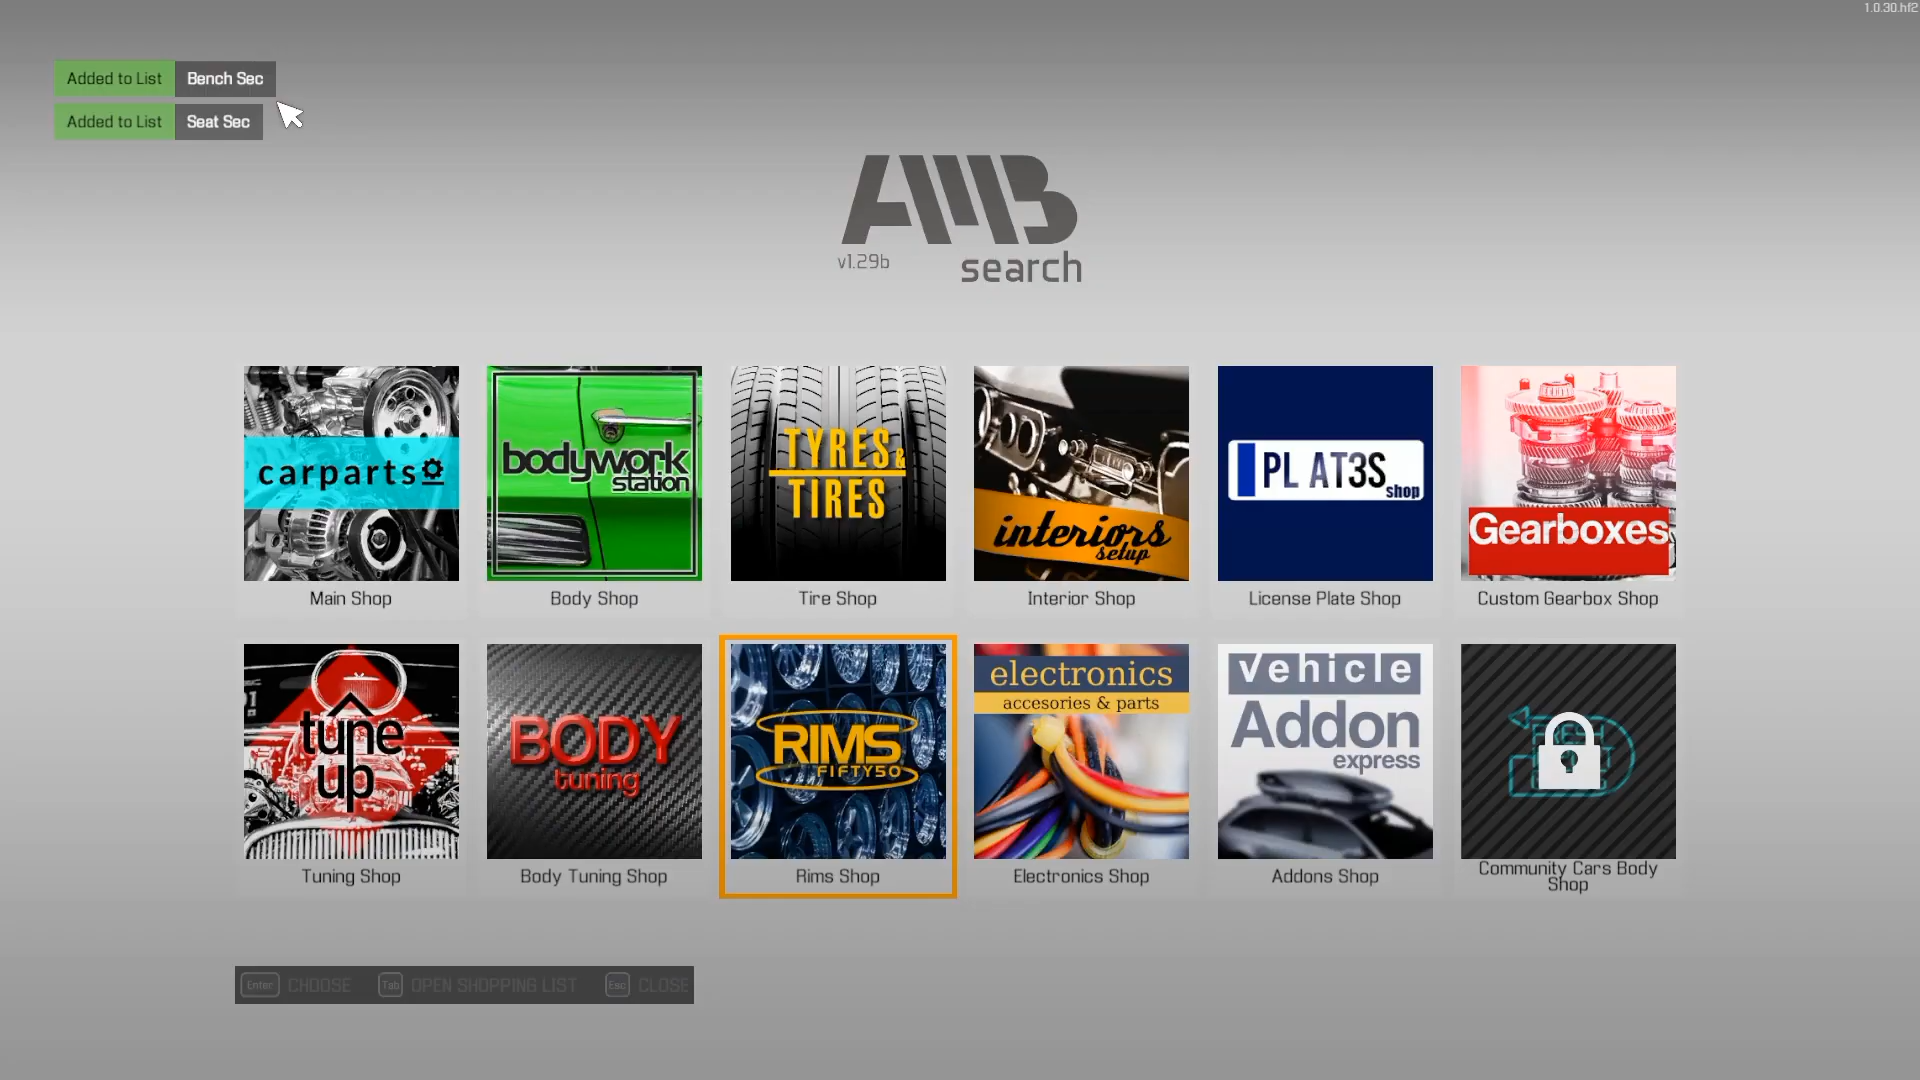 1.0.30.hf2
Added to List Bench Sec
Added to List Seat Sec
AMB
v1.29b
search
carparts
bodywork
station
TYRES &
TIRES
interiors
setup
PL AT3S
shop
Gearboxes
Main Shop
Body Shop
Tire Shop
Interior Shop
License Plate Shop
Custom Gearbox Shop
tune
up
BODY
tuning
RIMS
FIFTY50
electronics
accesories & parts
vehicle
Addon
express
Tuning Shop
Body Tuning Shop
Rims Shop
Electronics Shop
Addons Shop
Community Cars Body
Shop
Enter CHOOSE Tab OPEN SHOPPING LIST Esc CLOSE